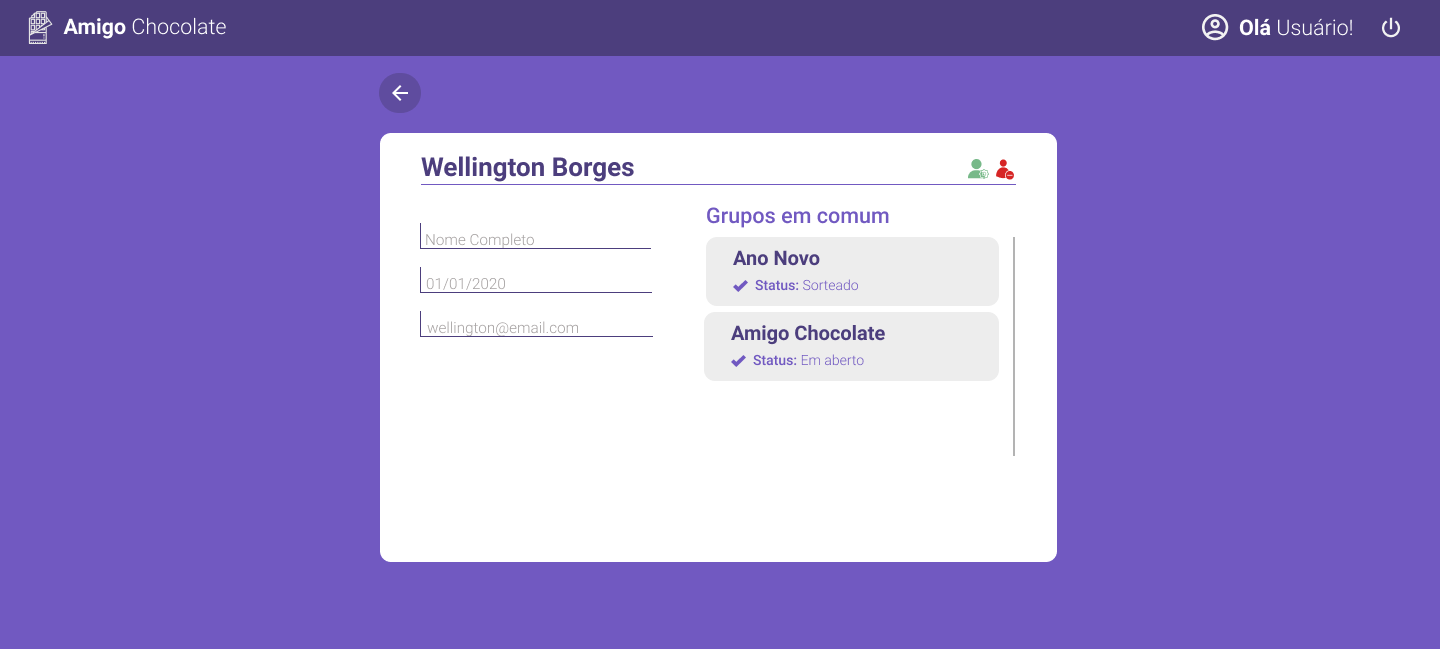 Amigo Chocolate
Olá Usuário!
Wellington Borges
Nome Completo
01/01/2020
wellington@email.com
Grupos em comum
Ano Novo
Status: Sorteado
Amigo Chocolate
Status: Em aberto